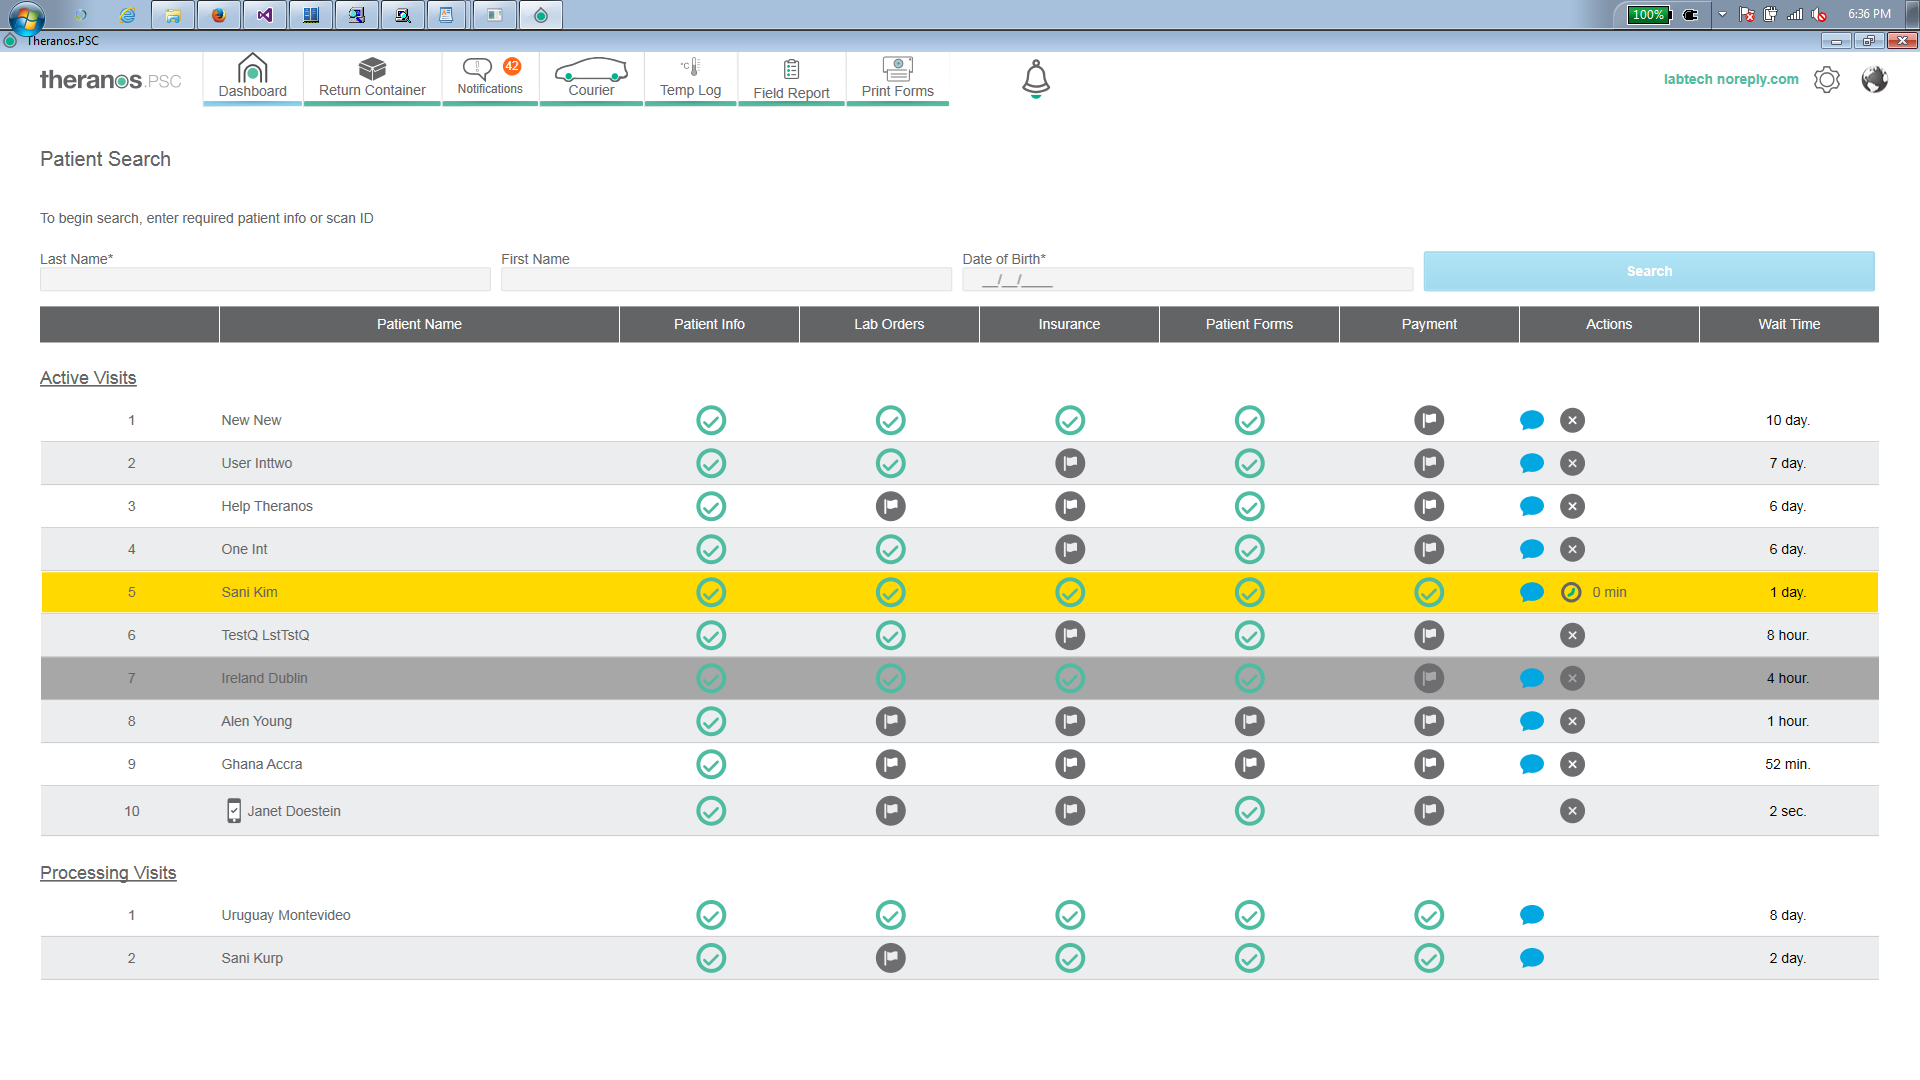 100%
6:36 PM
Theranos.PSC
theranos.PSC
Dashboard
Return Container
42
Notifications
Courier
°C
Temp Log
Field Report
Print Forms
labtech noreply.com
Patient Search
To begin search, enter required patient info or scan ID
Last Name*
First Name
Date of Birth*
__/__/____
Search
Patient Name Patient Info Lab Orders Insurance Patient Forms Payment Actions Wait Time
Active Visits
1 New New 10 day.
2 User Inttwo 7 day.
3 Help Theranos 6 day.
4 One Int 6 day.
5 Sani Kim 0 min 1 day.
6 TestQ LstTstQ 8 hour.
7 Ireland Dublin 4 hour.
8 Alen Young 1 hour.
9 Ghana Accra 52 min.
10 Janet Doestein 2 sec.
Processing Visits
1 Uruguay Montevideo 8 day.
2 Sani Kurp 2 day.